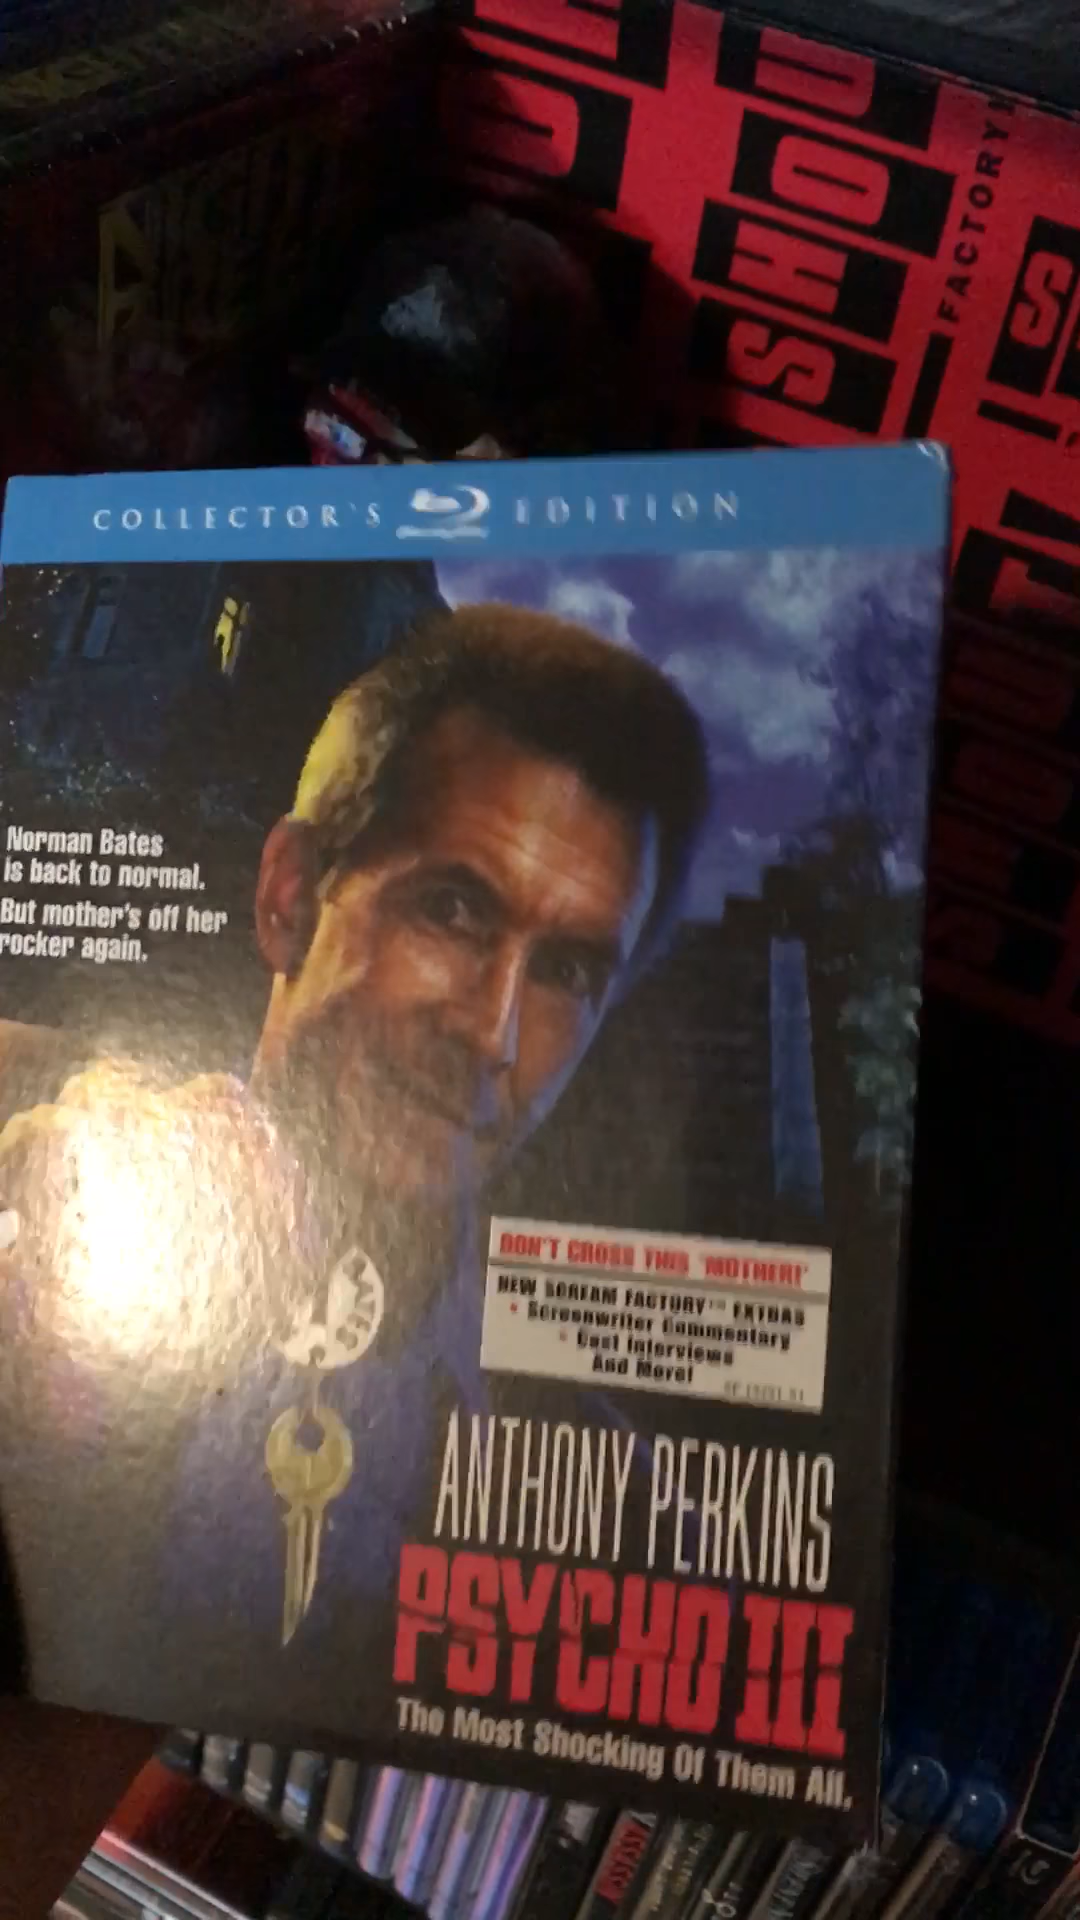 SHOU
FACTORY!
COLLECTOR'S EDITION
Norman Bates
is back to normal.
But mother's off her
rocker again.
DON'T CROSS THIS 'MOTHER!'
NEW SCREAM FACTORY™ EXTRAS
• Screenwriter Commentary
• Cast Interviews
And More!
ANTHONY PERKINS
PSYCHO III
The Most Shocking Of Them All.